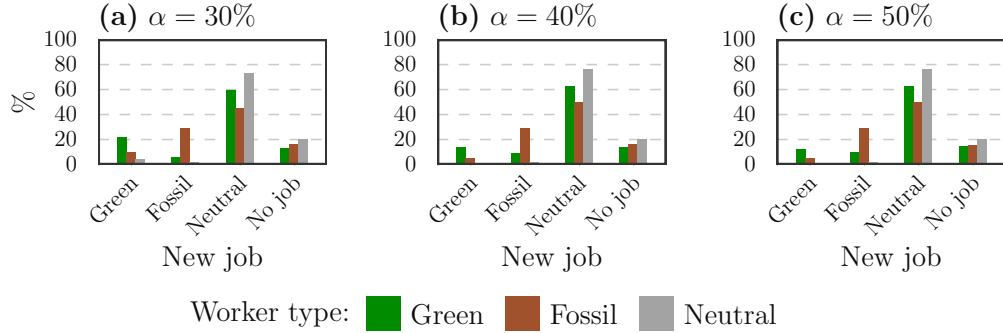 (a) α = 30%
(b) α = 40%
(c) α = 50%
%
100
80
60
40
20
0
Green
Fossil
Neutral
No job
New job
100
80
60
40
20
0
Green
Fossil
Neutral
No job
New job
100
80
60
40
20
0
Green
Fossil
Neutral
No job
New job
Worker type: Green Fossil Neutral